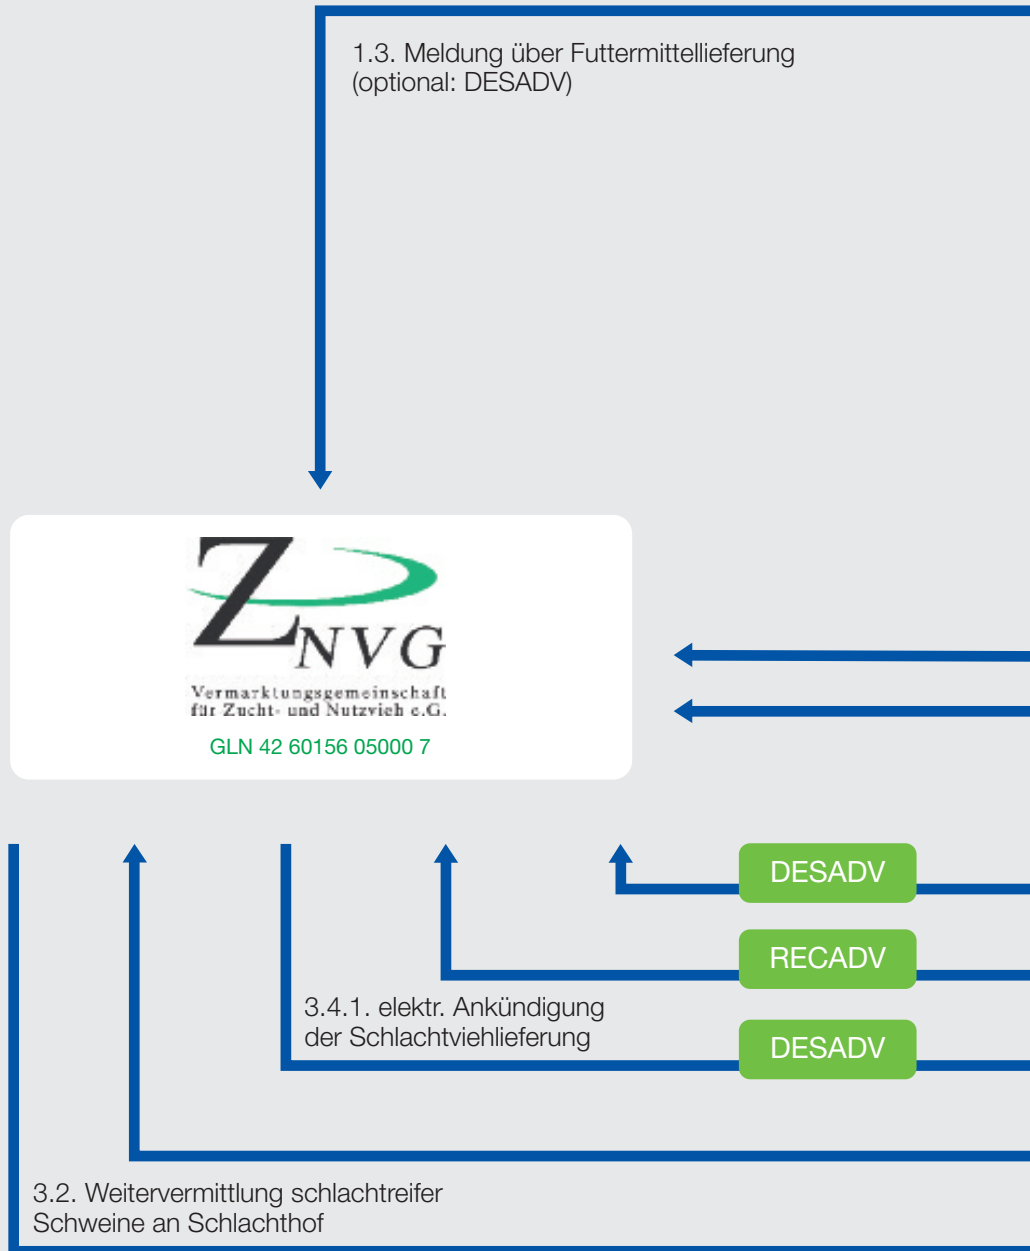 1.3. Meldung über Futtermittellieferung
(optional: DESADV)
ZNVG
Vermarktungsgemeinschaft
für Zucht- und Nutzvieh e.G.
GLN 42 60156 05000 7
DESADV
RECADV
3.4.1. elektr. Ankündigung
der Schlachtviehlieferung
DESADV
3.2. Weitervermittlung schlachtreifer
Schweine an Schlachthof